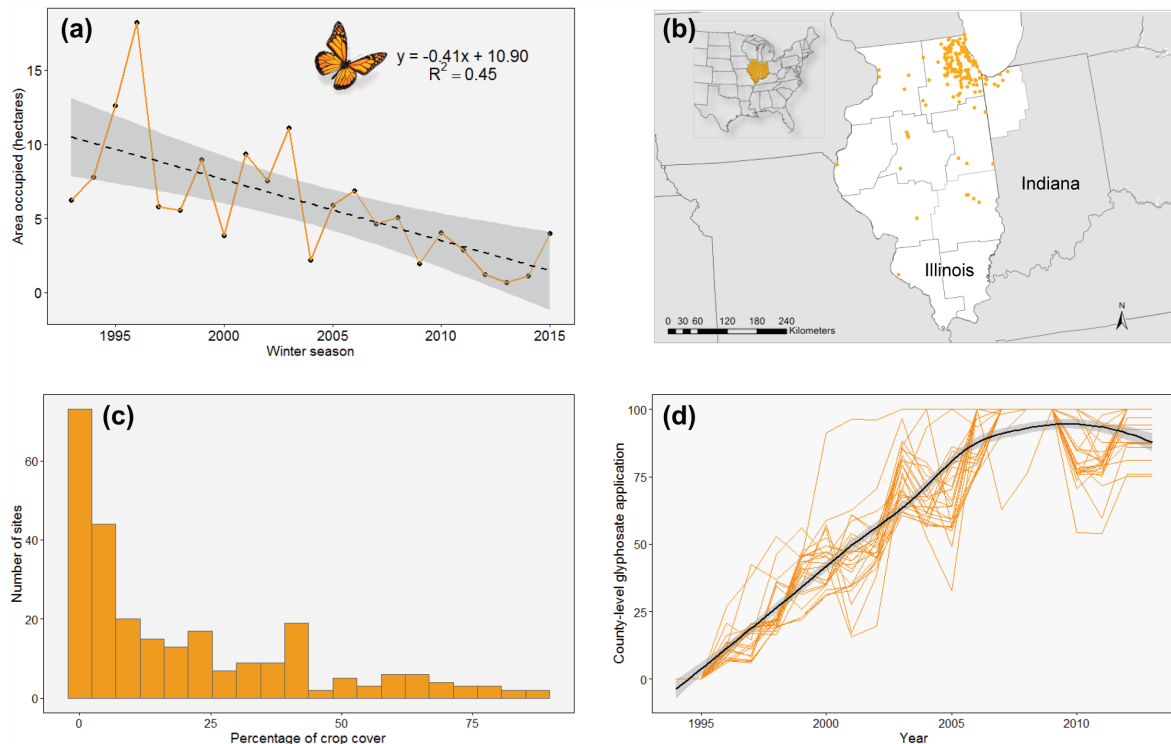 (a)
y = -0.41x + 10.90
R² = 0.45
Area occupied (hectares)
15
10
5
0
1995
2000
2005
2010
2015
Winter season
(b)
Indiana
Illinois
0 30 60 120 180 240
Kilometers
N
(c)
Number of sites
60
40
20
0
0
25
50
75
Percentage of crop cover
(d)
County-level glyphosate application
100
75
50
25
0
1995
2000
2005
2010
Year